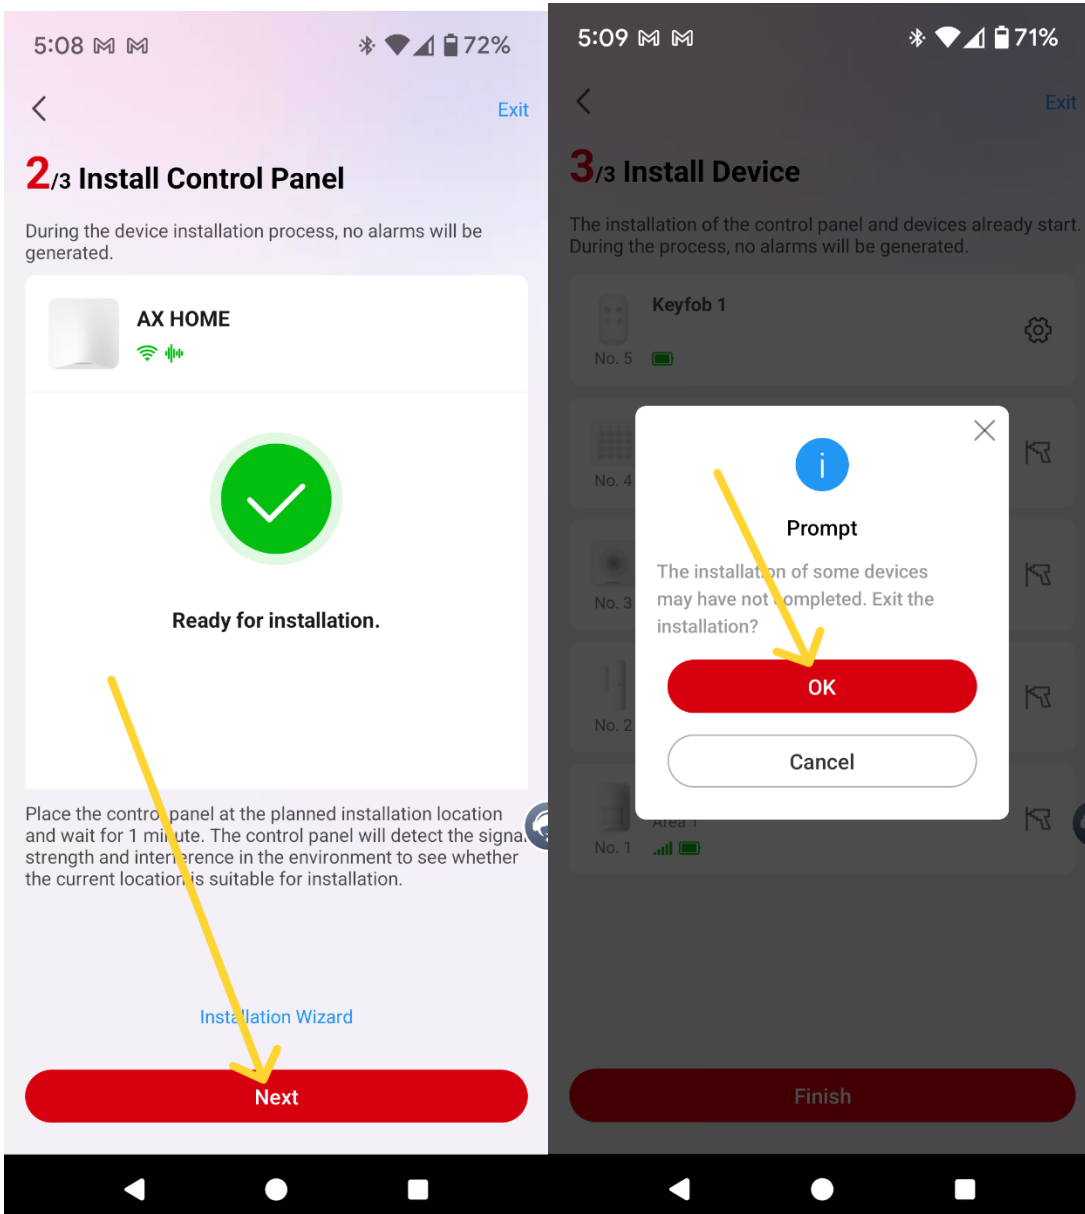 5:08
72%
Exit
2/3 Install Control Panel
During the device installation process, no alarms will be
generated.
AX HOME
Ready for installation.
Place the control panel at the planned installation location
and wait for 1 minute. The control panel will detect the signal
strength and interference in the environment to see whether
the current location is suitable for installation.
Installation Wizard
Next
5:09
71%
Exit
3/3 Install Device
The installation of the control panel and devices already start.
During the process, no alarms will be generated.
Keyfob 1
No. 5
No. 4
No. 3
No. 2
Area 1
No. 1
Prompt
The installation of some devices
may have not completed. Exit the
installation?
OK
Cancel
Finish